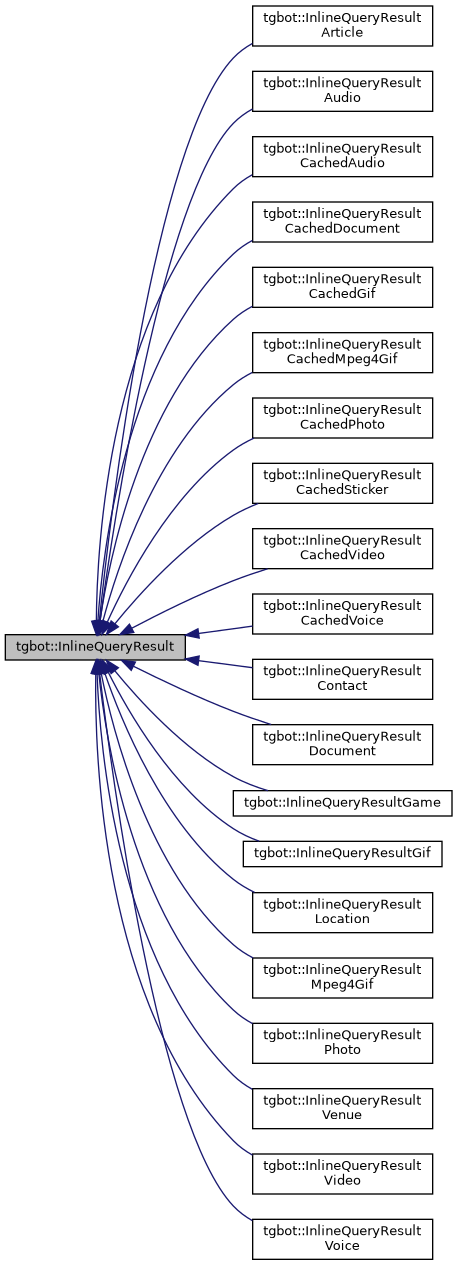 tgbot::InlineQueryResult
Article
tgbot::InlineQueryResult
Audio
tgbot::InlineQueryResult
CachedAudio
tgbot::InlineQueryResult
CachedDocument
tgbot::InlineQueryResult
CachedGif
tgbot::InlineQueryResult
CachedMpeg4Gif
tgbot::InlineQueryResult
CachedPhoto
tgbot::InlineQueryResult
CachedSticker
tgbot::InlineQueryResult
CachedVideo
tgbot::InlineQueryResult
CachedVoice
tgbot::InlineQueryResult
tgbot::InlineQueryResult
Contact
tgbot::InlineQueryResult
Document
tgbot::InlineQueryResultGame
tgbot::InlineQueryResultGif
tgbot::InlineQueryResult
Location
tgbot::InlineQueryResult
Mpeg4Gif
tgbot::InlineQueryResult
Photo
tgbot::InlineQueryResult
Venue
tgbot::InlineQueryResult
Video
tgbot::InlineQueryResult
Voice